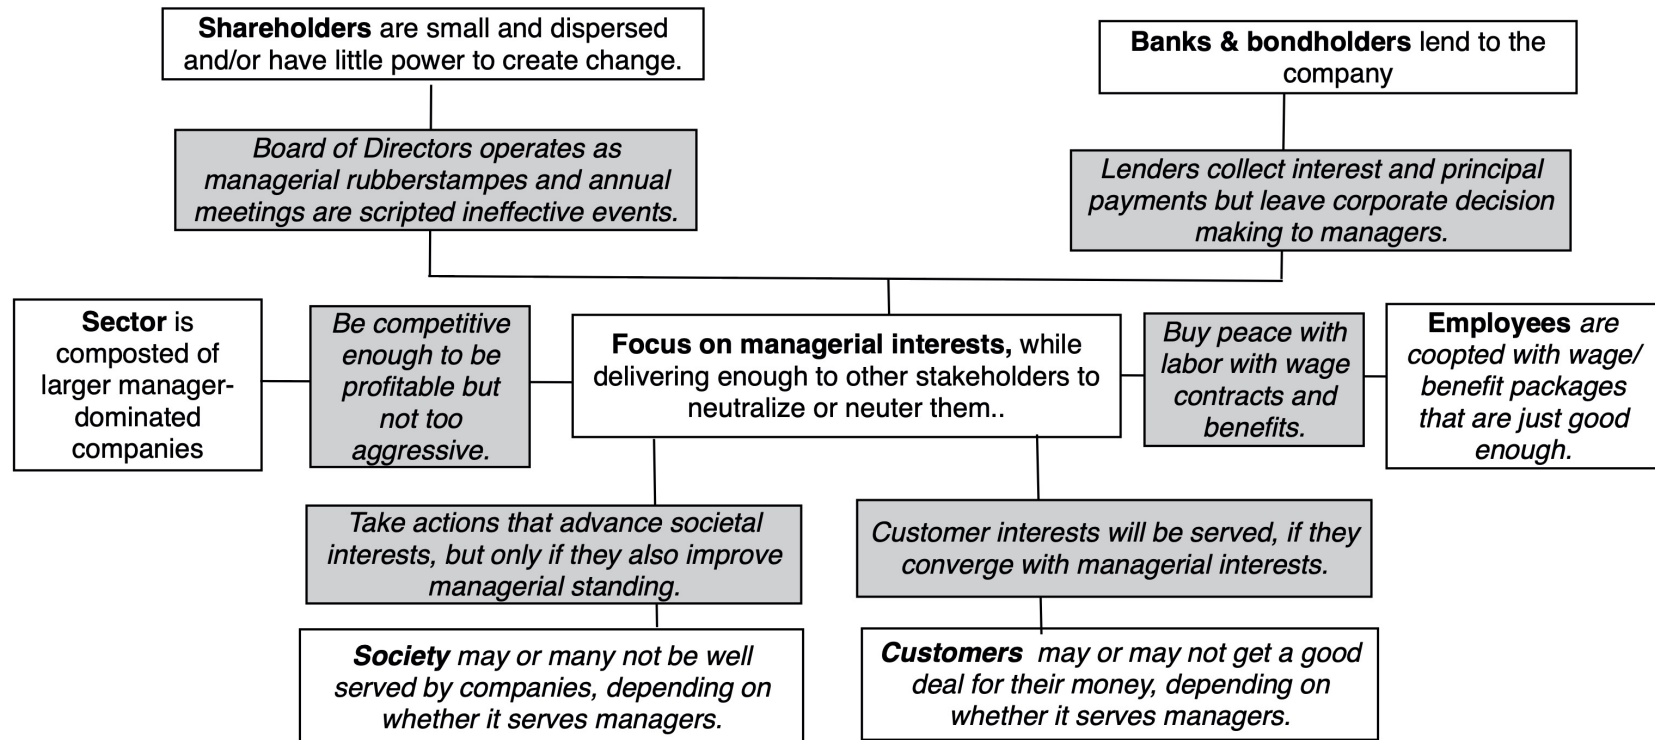 Shareholders are small and dispersed
and/or have little power to create change.
Banks & bondholders lend to the
company
Board of Directors operates as
managerial rubberstampes and annual
meetings are scripted ineffective events.
Lenders collect interest and principal
payments but leave corporate decision
making to managers.
Sector is
composted of
larger manager-
dominated
companies
Be competitive
enough to be
profitable but
not too
aggressive.
Focus on managerial interests, while
delivering enough to other stakeholders to
neutralize or neuter them..
Buy peace with
labor with wage
contracts and
benefits.
Employees are
coopted with wage/
benefit packages
that are just good
enough.
Take actions that advance societal
interests, but only if they also improve
managerial standing.
Customer interests will be served, if they
converge with managerial interests.
Society may or many not be well
served by companies, depending on
whether it serves managers.
Customers may or may not get a good
deal for their money, depending on
whether it serves managers.